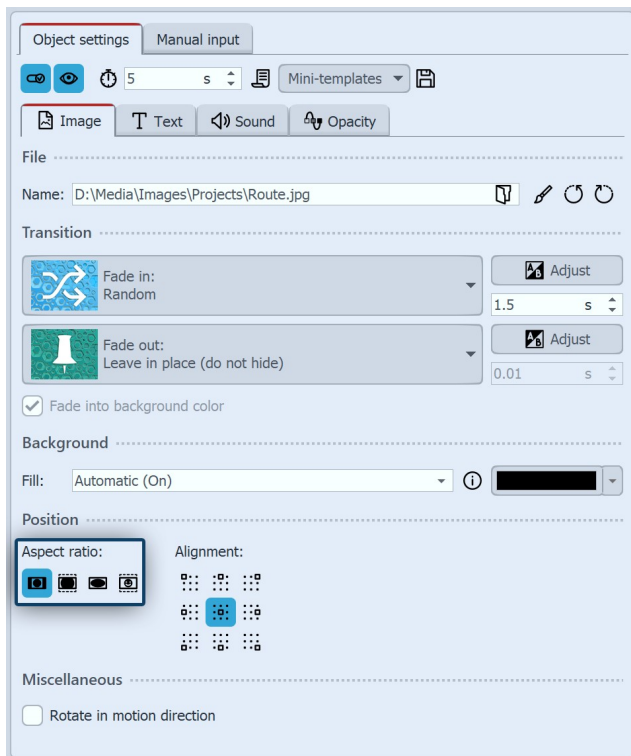 Object settings Manual input
5 s Mini-templates
Image Text Sound Opacity
File
Name: D:\Media\Images\Projects\Route.jpg
Transition
Fade in:
Random
Adjust
1.5 s
Fade out:
Leave in place (do not hide)
Adjust
0.01 s
Fade into background color
Background
Fill: Automatic (On)
Position
Aspect ratio: Alignment:
Miscellaneous
Rotate in motion direction